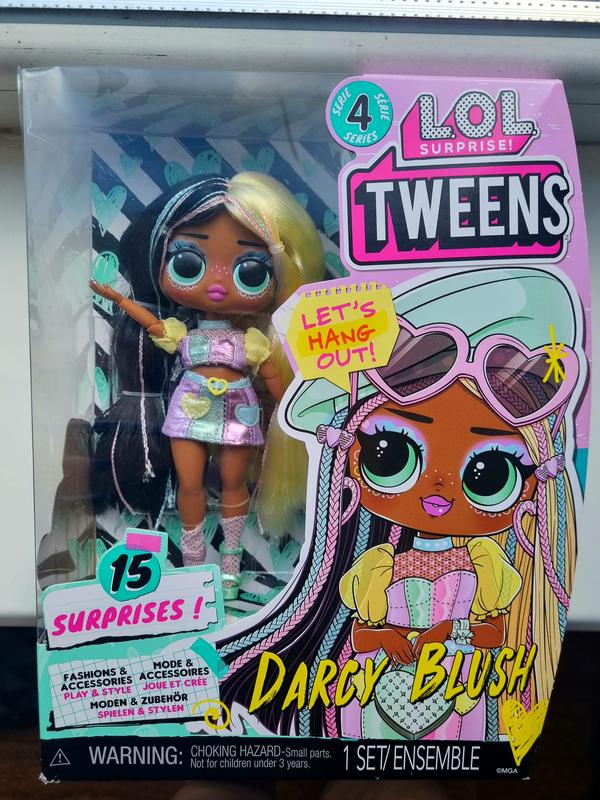 SERIE SÉRIE
4
SERIES
L.O.L.
SURPRISE!
TWEENS
LET'S
HANG
OUT!
15
SURPRISES!
FASHIONS &
ACCESSORIES
PLAY & STYLE
MODE &
ACCESSOIRES
JOUE ET CRÉE
MODEN & ZUBEHÖR
SPIELEN & STYLEN
DARCY BLUSH
WARNING: CHOKING HAZARD-Small parts.
Not for children under 3 years.
1 SET/ENSEMBLE
©MGA